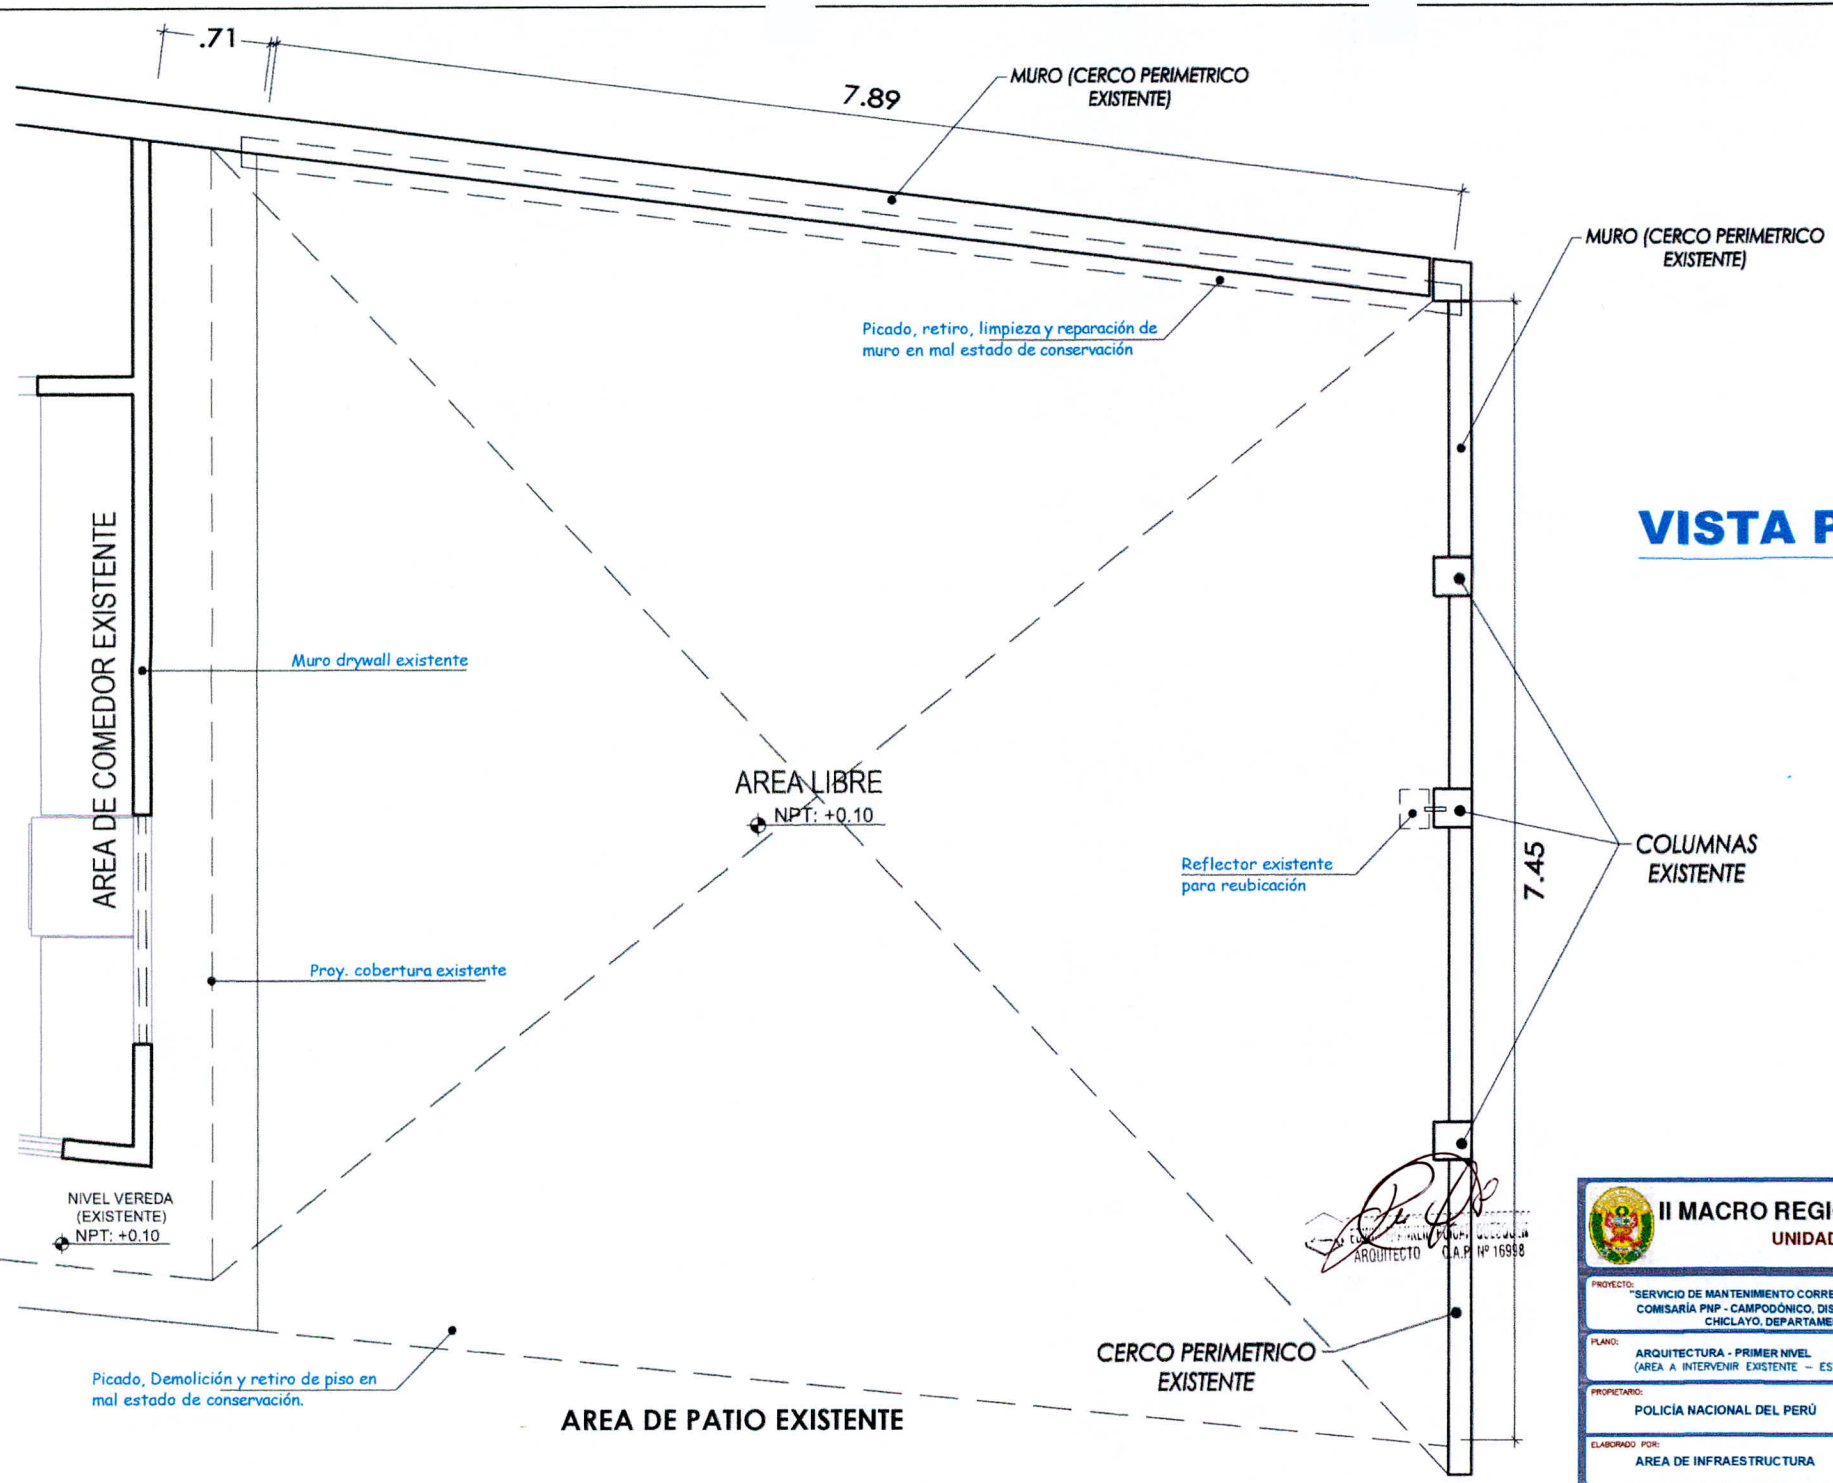 .71
7.89
MURO (CERCO PERIMETRICO
EXISTENTE)
MURO (CERCO PERIMETRICO
EXISTENTE)
Picado, retiro, limpieza y reparación de
muro en mal estado de conservación
VISTA P
AREA DE COMEDOR EXISTENTE
Muro drywall existente
AREA LIBRE
NPT: +0.10
Reflector existente
para reubicación
7.45
COLUMNAS
EXISTENTE
Proy. cobertura existente
NIVEL VEREDA
(EXISTENTE)
NPT: +0.10
ARQUITECTO C.A.P. Nº 16998
CERCO PERIMETRICO
EXISTENTE
Picado, Demolición y retiro de piso en
mal estado de conservación.
AREA DE PATIO EXISTENTE
II MACRO REGI
UNIDA
PROYECTO:
"SERVICIO DE MANTENIMIENTO CORRE
COMISARÍA PNP - CAMPODÓNICO, DIS
CHICLAYO, DEPARTAME
PLANO:
ARQUITECTURA - PRIMER NIVEL
(AREA A INTERVENIR EXISTENTE – ES
PROPIETARIO:
POLICÍA NACIONAL DEL PERÚ
ELABORADO POR:
AREA DE INFRAESTRUCTURA